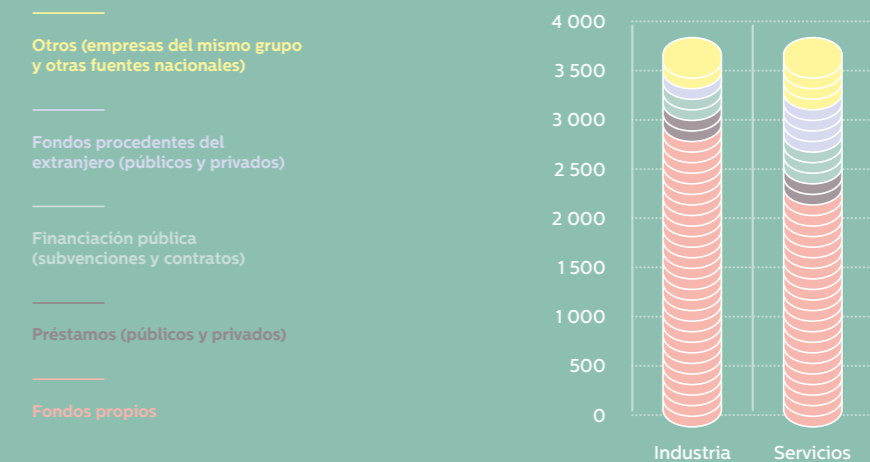 Otros (empresas del mismo grupo
y otras fuentes nacionales)
Fondos procedentes del
extranjero (públicos y privados)
Financiación pública
(subvenciones y contratos)
Préstamos (públicos y privados)
Fondos propios
4 000
3 500
3 000
2 500
2 000
1 500
1 000
500
0
Industria Servicios